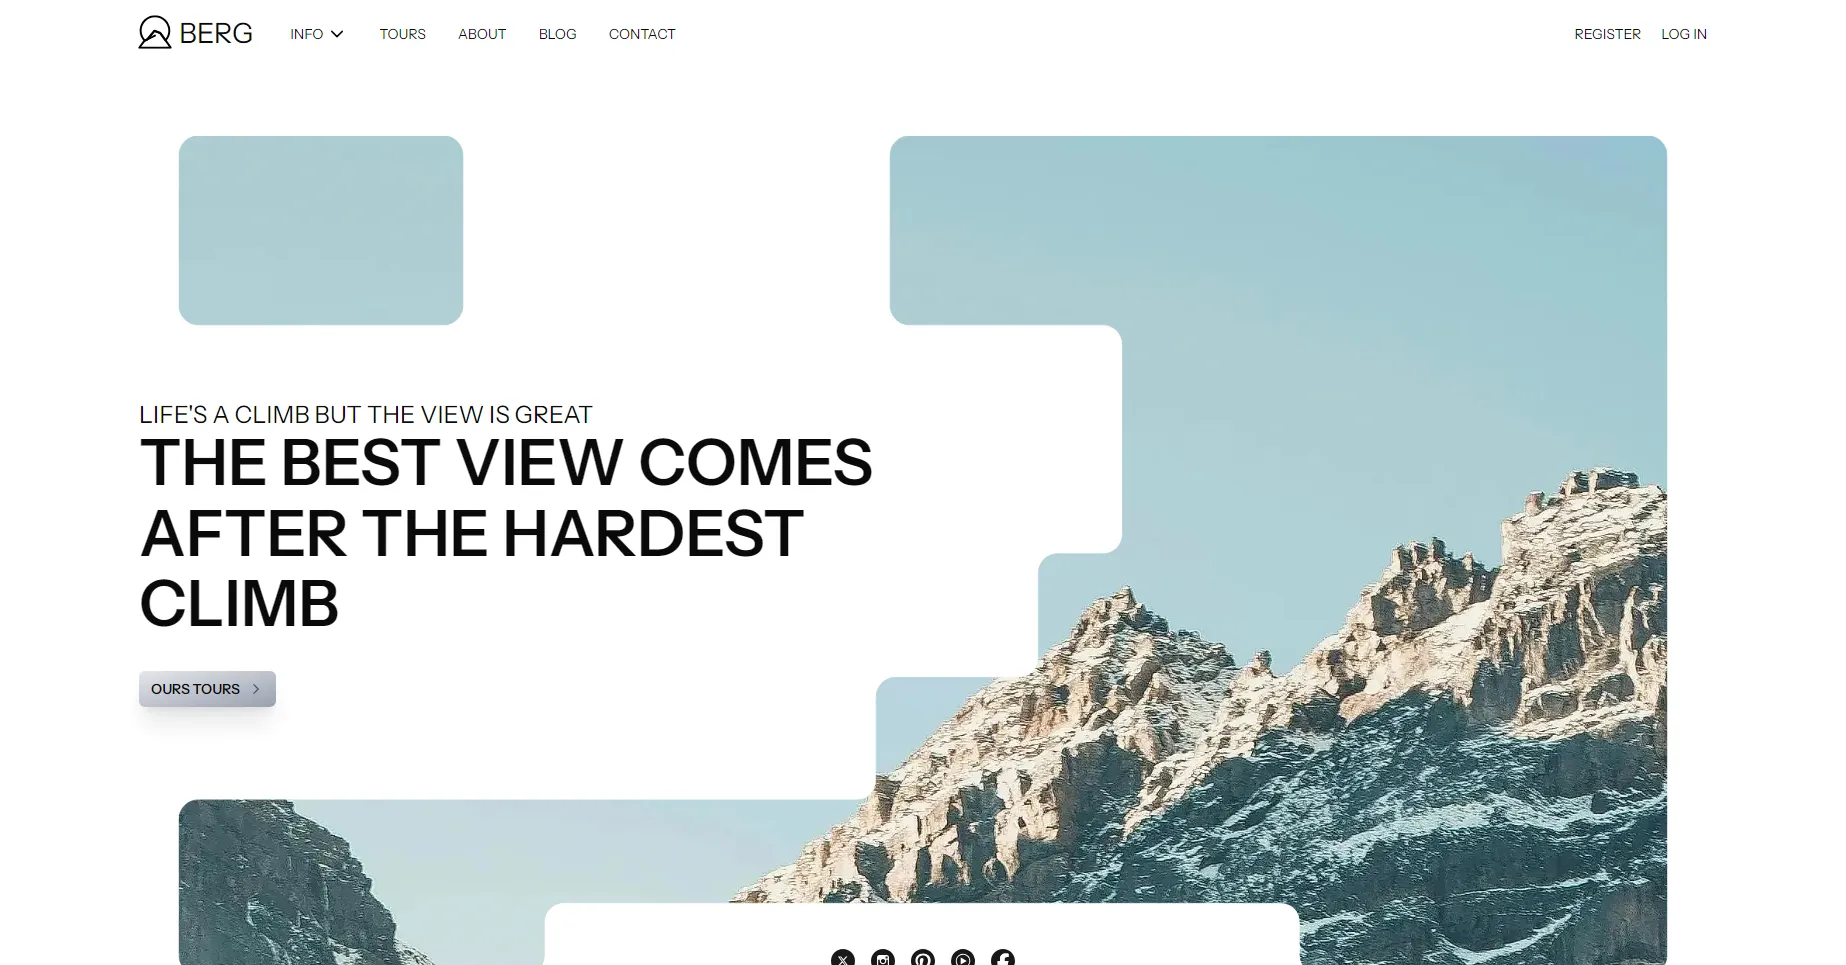 BERG
INFO
TOURS
ABOUT
BLOG
CONTACT
REGISTER
LOG IN
LIFE'S A CLIMB BUT THE VIEW IS GREAT
THE BEST VIEW COMES
AFTER THE HARDEST
CLIMB
OURS TOURS